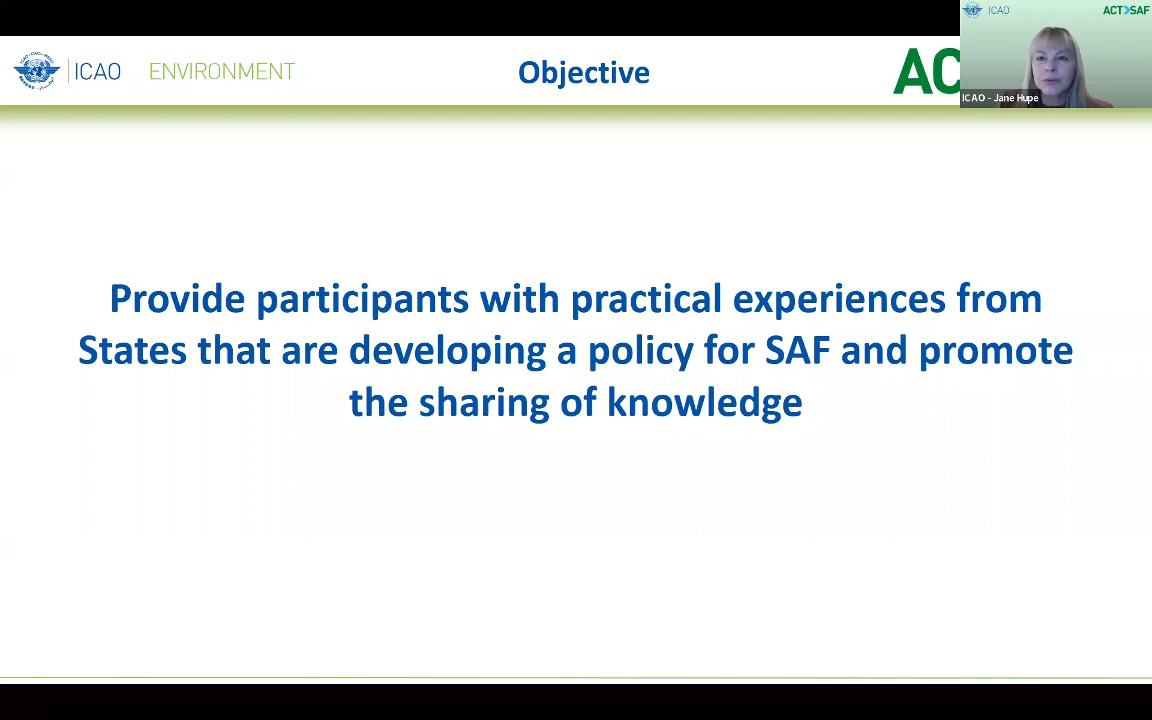 ICAO
ENVIRONMENT
Objective
AC
ICAO
ACT SAF
ICAO - Jane Hupe
Provide participants with practical experiences from
States that are developing a policy for SAF and promote
the sharing of knowledge